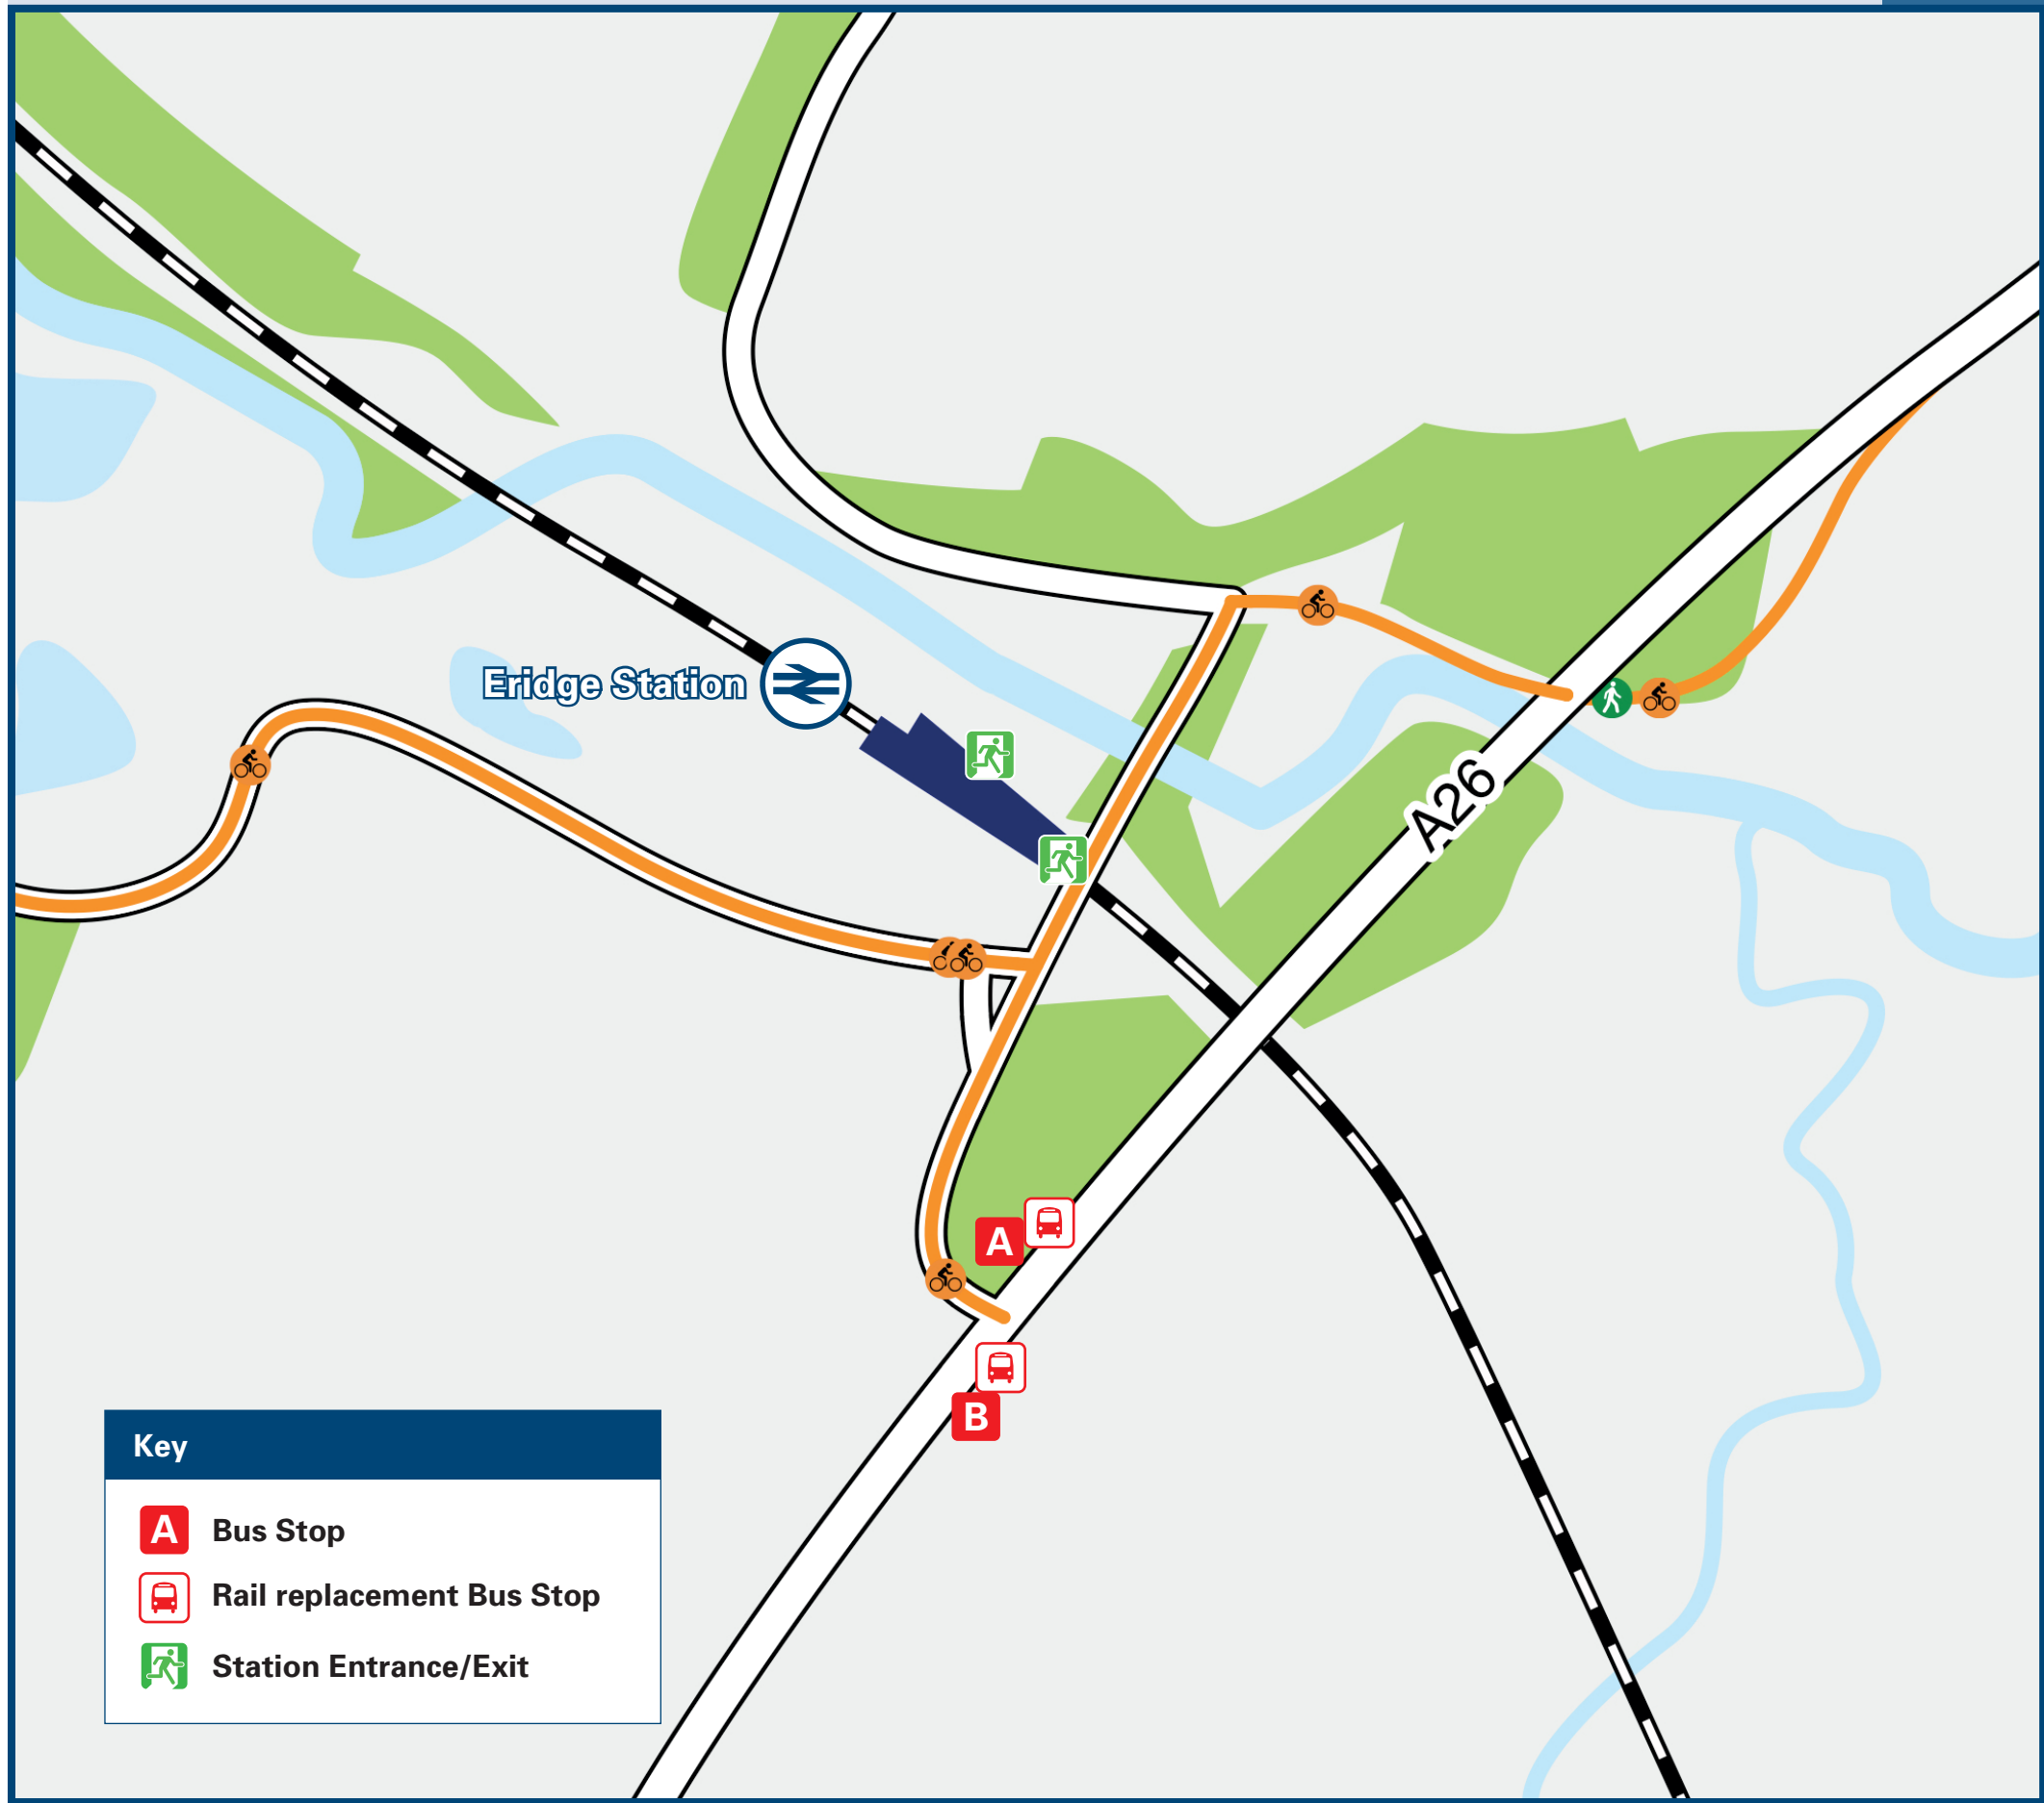 Eridge Station
A26
A
B
Key
A Bus Stop
Rail replacement Bus Stop
Station Entrance/Exit